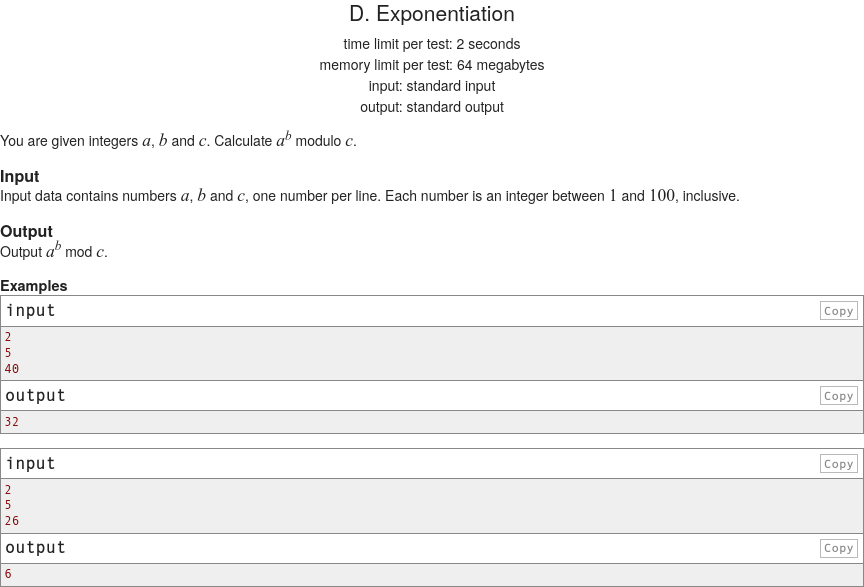 D. Exponentiation
time limit per test: 2 seconds
memory limit per test: 64 megabytes
input: standard input
output: standard output
You are given integers a, b and c. Calculate a^b modulo c.
Input
Input data contains numbers a, b and c, one number per line. Each number is an integer between 1 and 100, inclusive.
Output
Output a^b mod c.
Examples
input Copy
2
5
40
output Copy
32
input Copy
2
5
26
output Copy
6